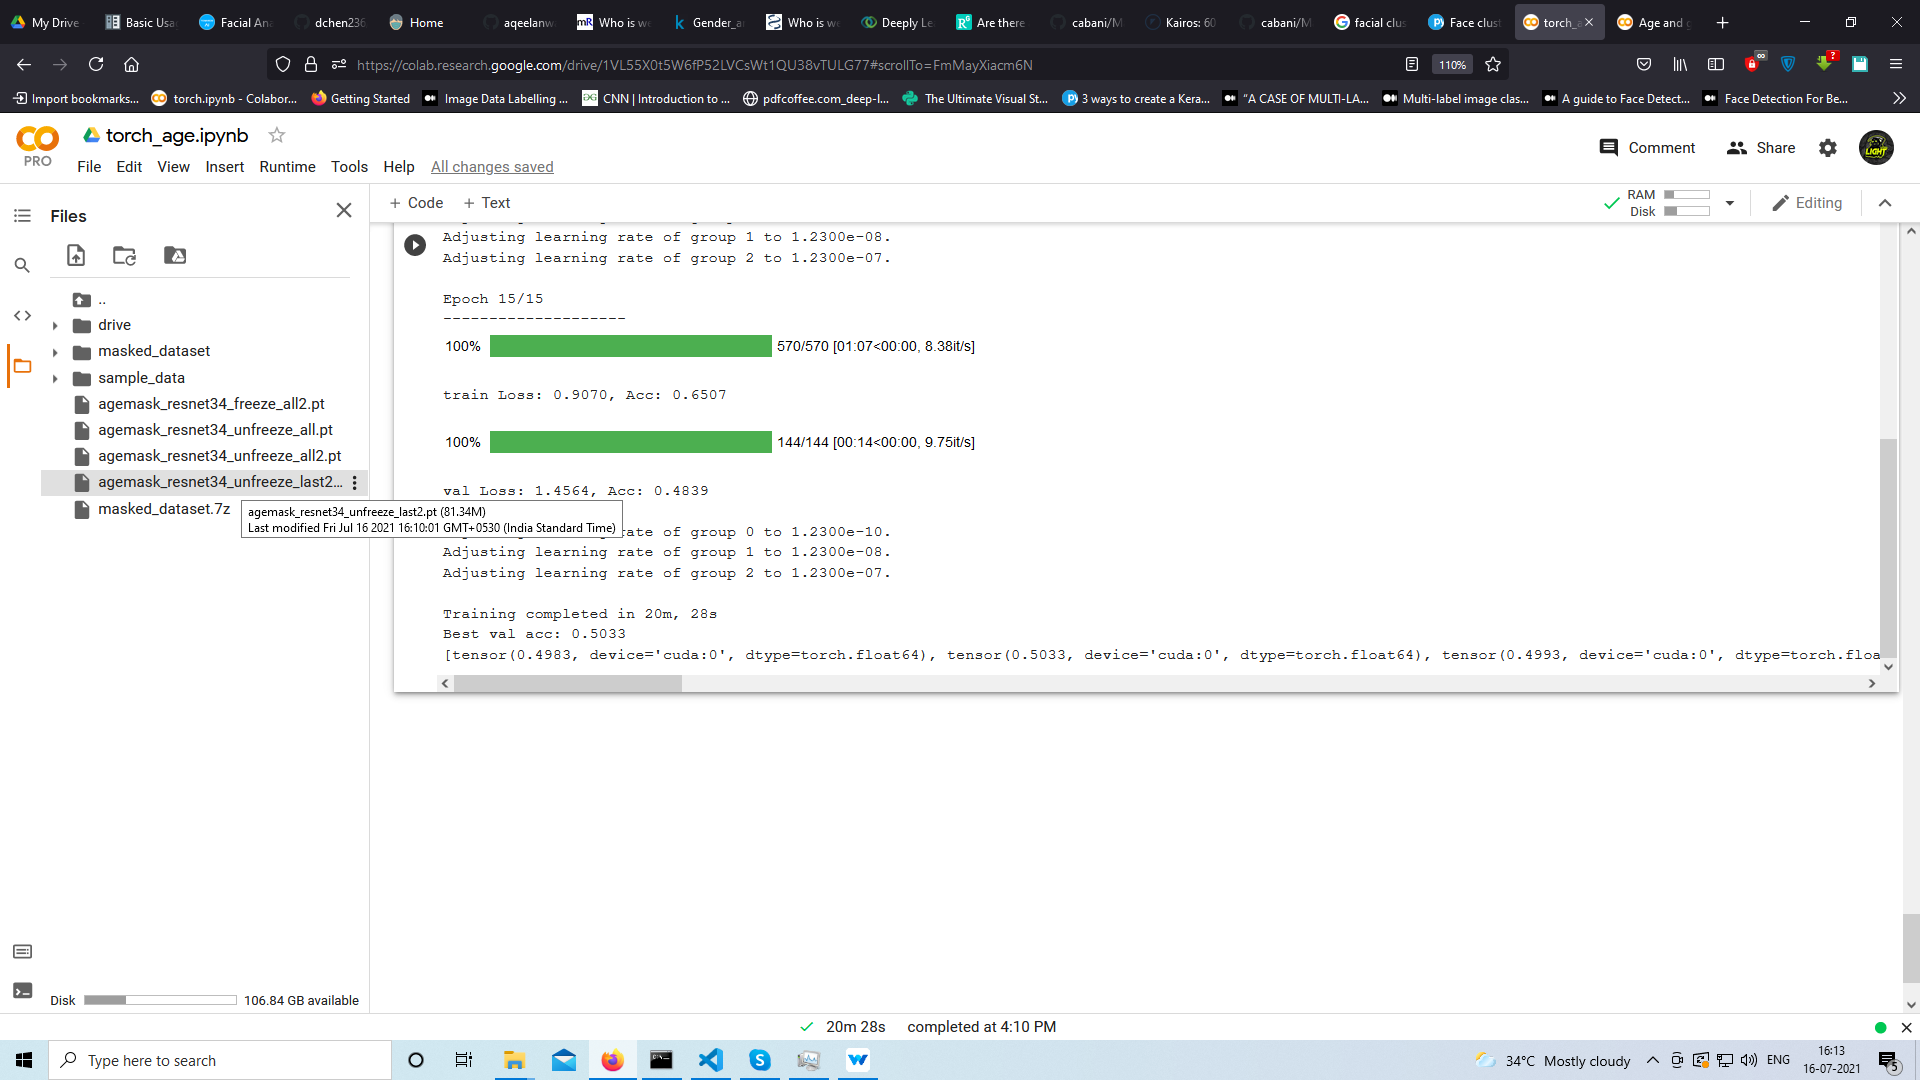 My Drive
Basic Usa
Facial Ana
dchen236
Home
aqeelanw
Who is we
Gender_a
Who is we
Deeply Le
Are there
cabani/M
Kairos: 60
cabani/M
facial clus
Face clust
torch_a
Age and g
https://colab.research.google.com/drive/1VL55X0t5W6fP52LVCsWt1QU38vTULG77#scrollTo=FmMayXiacm6N
110%
Import bookmarks...
torch.ipynb - Colabor...
Getting Started
Image Data Labelling ...
CNN | Introduction to ...
pdfcoffee.com_deep-l...
The Ultimate Visual St...
3 ways to create a Kera...
“A CASE OF MULTI-LA...
Multi-label image clas...
A guide to Face Detect...
Face Detection For Be...
PRO
torch_age.ipynb
File Edit View Insert Runtime Tools Help All changes saved
Comment
Share
LIGHT
Files
+ Code + Text
RAM
Disk
Editing
..
drive
masked_dataset
sample_data
agemask_resnet34_freeze_all2.pt
agemask_resnet34_unfreeze_all.pt
agemask_resnet34_unfreeze_all2.pt
agemask_resnet34_unfreeze_last2...
masked_dataset.7z
agemask_resnet34_unfreeze_last2.pt (81.34M)
Last modified Fri Jul 16 2021 16:10:01 GMT+0530 (India Standard Time)
Adjusting learning rate of group 1 to 1.2300e-08.
Adjusting learning rate of group 2 to 1.2300e-07.
Epoch 15/15
--------------------
100% 570/570 [01:07<00:00, 8.38it/s]
train Loss: 0.9070, Acc: 0.6507
100% 144/144 [00:14<00:00, 9.75it/s]
val Loss: 1.4564, Acc: 0.4839
rate of group 0 to 1.2300e-10.
Adjusting learning rate of group 1 to 1.2300e-08.
Adjusting learning rate of group 2 to 1.2300e-07.
Training completed in 20m, 28s
Best val acc: 0.5033
[tensor(0.4983, device='cuda:0', dtype=torch.float64), tensor(0.5033, device='cuda:0', dtype=torch.float64), tensor(0.4993, device='cuda:0', dtype=torch.floa
Disk 106.84 GB available
20m 28s completed at 4:10 PM
Type here to search
34°C Mostly cloudy
ENG
16:13
16-07-2021
5